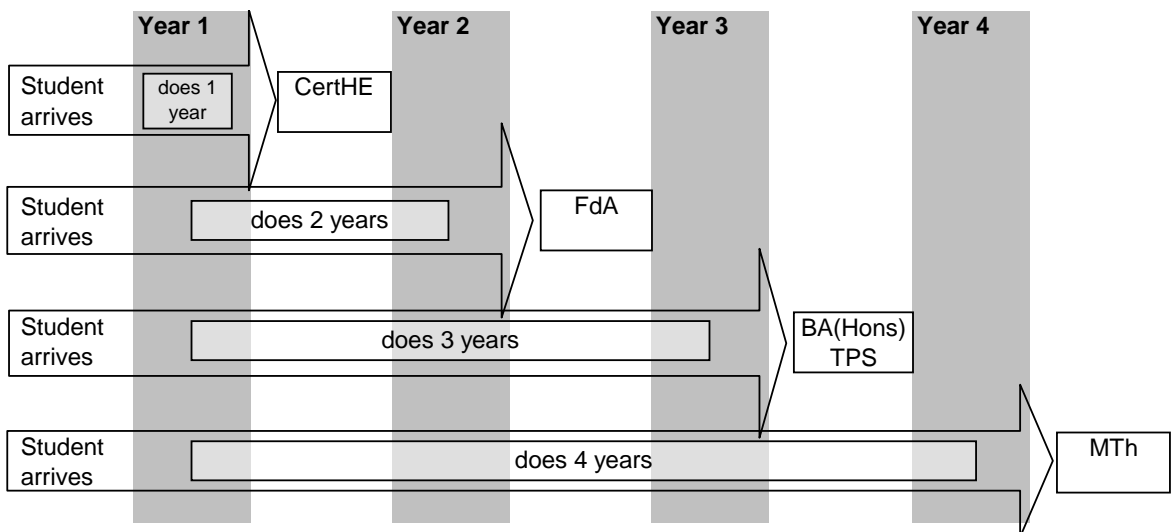 Year 1
Year 2
Year 3
Year 4
Student
arrives
does 1
year
CertHE
Student
arrives
does 2 years
FdA
Student
arrives
does 3 years
BA(Hons)
TPS
Student
arrives
does 4 years
MTh